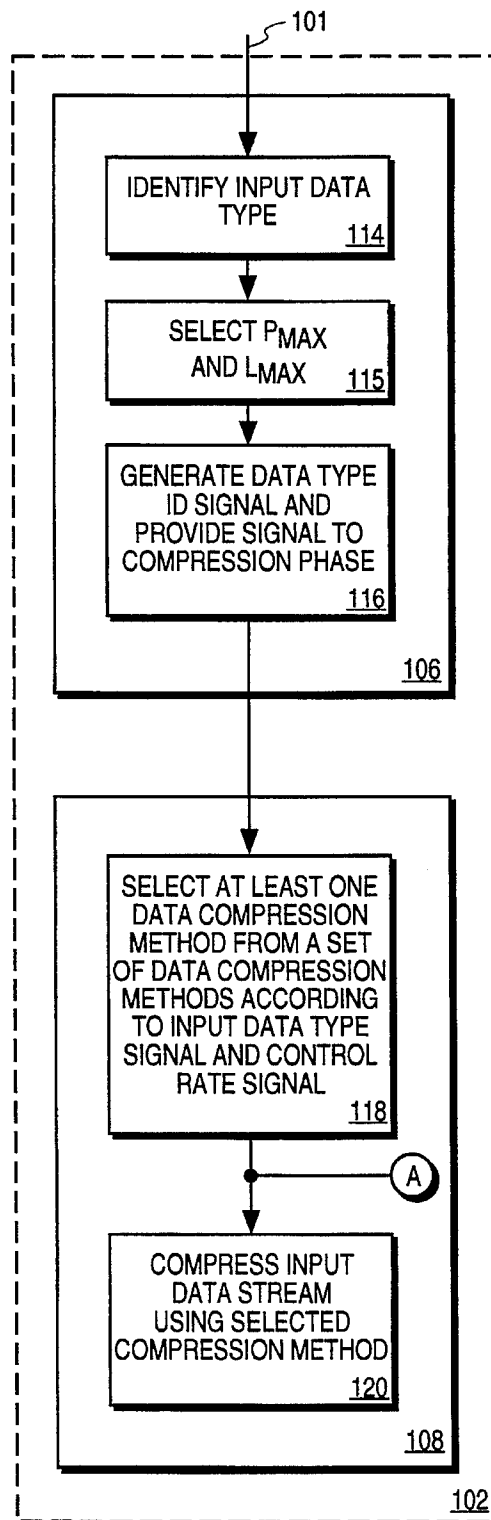 101
IDENTIFY INPUT DATA
TYPE
114
SELECT PMAX
AND LMAX
115
GENERATE DATA TYPE
ID SIGNAL AND
PROVIDE SIGNAL TO
COMPRESSION PHASE
116
106
SELECT AT LEAST ONE
DATA COMPRESSION
METHOD FROM A SET
OF DATA COMPRESSION
METHODS ACCORDING
TO INPUT DATA TYPE
SIGNAL AND CONTROL
RATE SIGNAL
118
A
COMPRESS INPUT
DATA STREAM
USING SELECTED
COMPRESSION METHOD
120
108
102